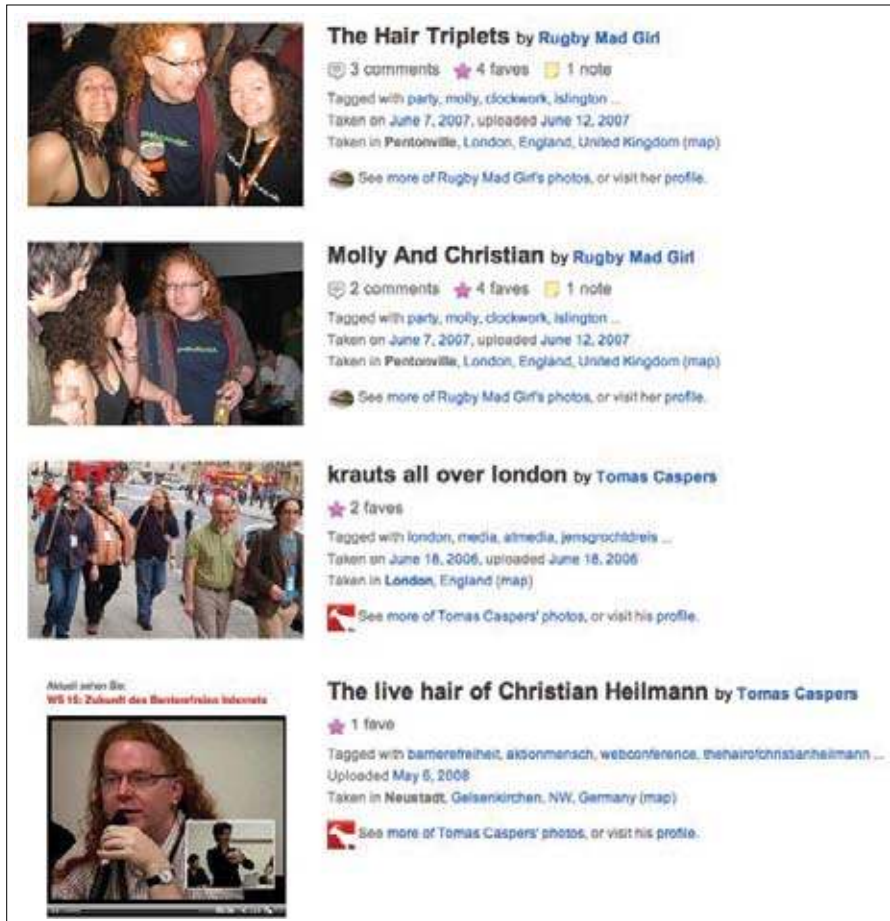 The Hair Triplets by Rugby Mad Girl
3 comments 4 faves 1 note
Tagged with party, molly, clockwork, islington ...
Taken on June 7, 2007, uploaded June 12, 2007
Taken in Pentonville, London, England, United Kingdom (map)
See more of Rugby Mad Girl's photos, or visit her profile.
Molly And Christian by Rugby Mad Girl
2 comments 4 faves 1 note
Tagged with party, molly, clockwork, islington ...
Taken on June 7, 2007, uploaded June 12, 2007
Taken in Pentonville, London, England, United Kingdom (map)
See more of Rugby Mad Girl's photos, or visit her profile.
krauts all over london by Tomas Caspers
2 faves
Tagged with london, media, atmedia, jensgrochtdreis ...
Taken on June 18, 2006, uploaded June 18, 2006
Taken in London, England (map)
See more of Tomas Caspers' photos, or visit his profile.
Aktuell sehen Sie:
WS 15: Zukunft des Barrierefreien Internets
The live hair of Christian Heilmann by Tomas Caspers
1 fave
Tagged with barrierefreiheit, aktionmensch, webconference, thehairofchristianheilmann ...
Uploaded May 6, 2008
Taken in Neustadt, Gelsenkirchen, NW, Germany (map)
See more of Tomas Caspers' photos, or visit his profile.